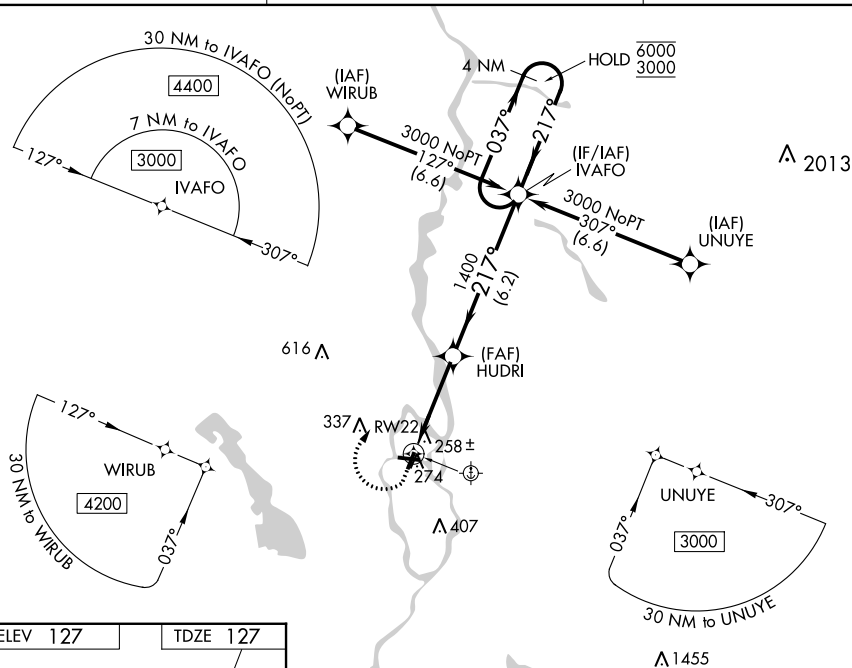 30 NM to IVAFO (NoPT)
4400
7 NM to IVAFO
3000
127°
IVAFO
307°
(IAF)
WIRUB
3000 NoPT
127°
(6.6)
4 NM
HOLD
6000
3000
037°
217°
(IF/IAF)
IVAFO
2013
3000 NoPT
307°
(6.6)
(IAF)
UNUYE
1400
217°
(6.2)
616
(FAF)
HUDRI
337
RW22
258 ±
274
407
127°
WIRUB
4200
30 NM to WIRUB
037°
UNUYE
307°
3000
037°
30 NM to UNUYE
1455
ELEV 127
TDZE 127